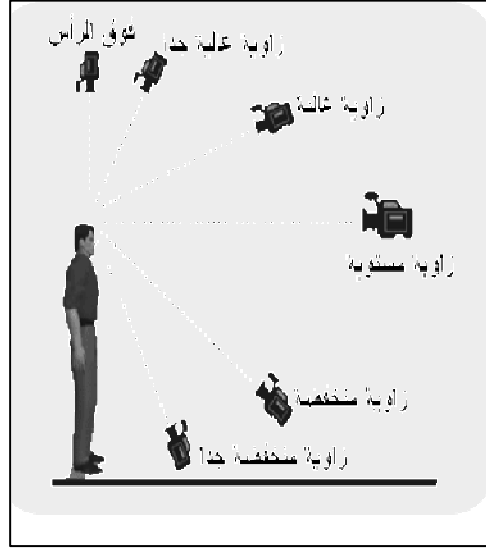 فوق الرأس
زاوية عالية جدا
زاوية عالية
زاوية مستوية
زاوية منخفضة
زاوية منخفضة جدا